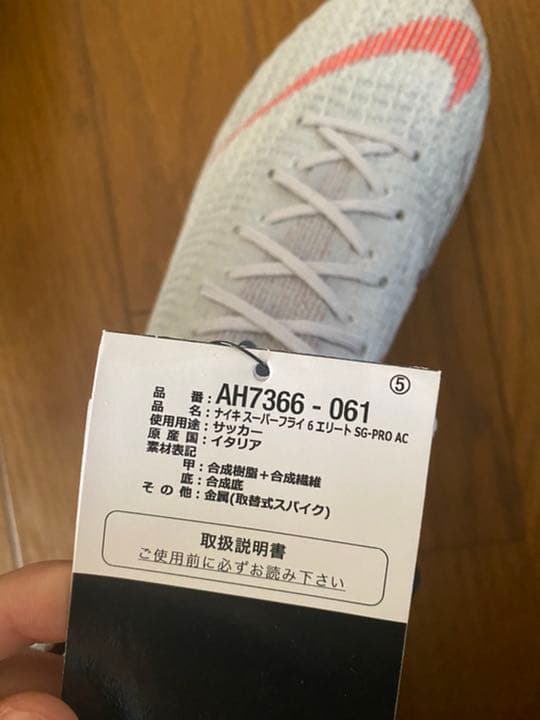 ⑤
品 番：AH7366 - 061
品 名：ナイキ スーパーフライ 6 エリート SG-PRO AC
使用用途：サッカー
原 産 国：イタリア
素材表記
甲：合成樹脂＋合成繊維
底：合成底
そ の 他：金属(取替式スパイク)
取扱説明書
ご使用前に必ずお読み下さい